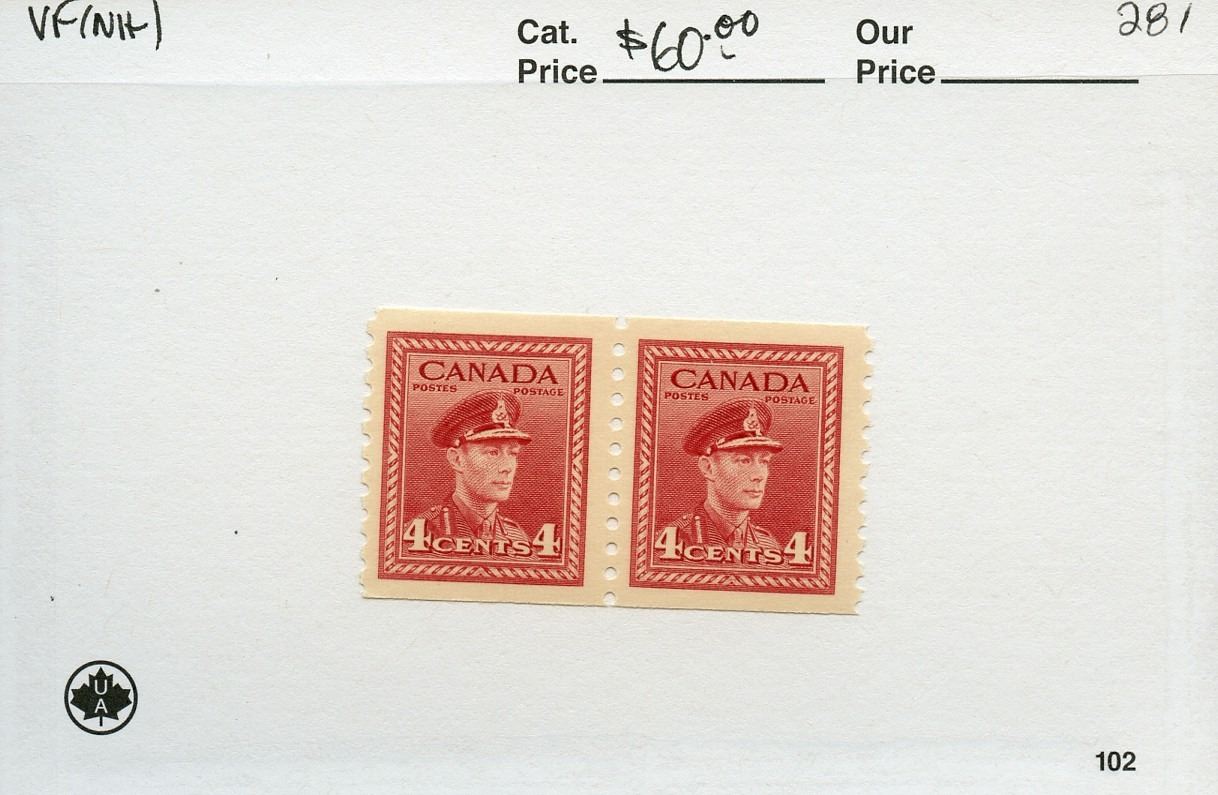 VF(NH)
Cat. Price $60.00
Our Price
281
CANADA
POSTES POSTAGE
4 CENTS 4
CANADA
POSTES POSTAGE
4 CENTS 4
U
A
102